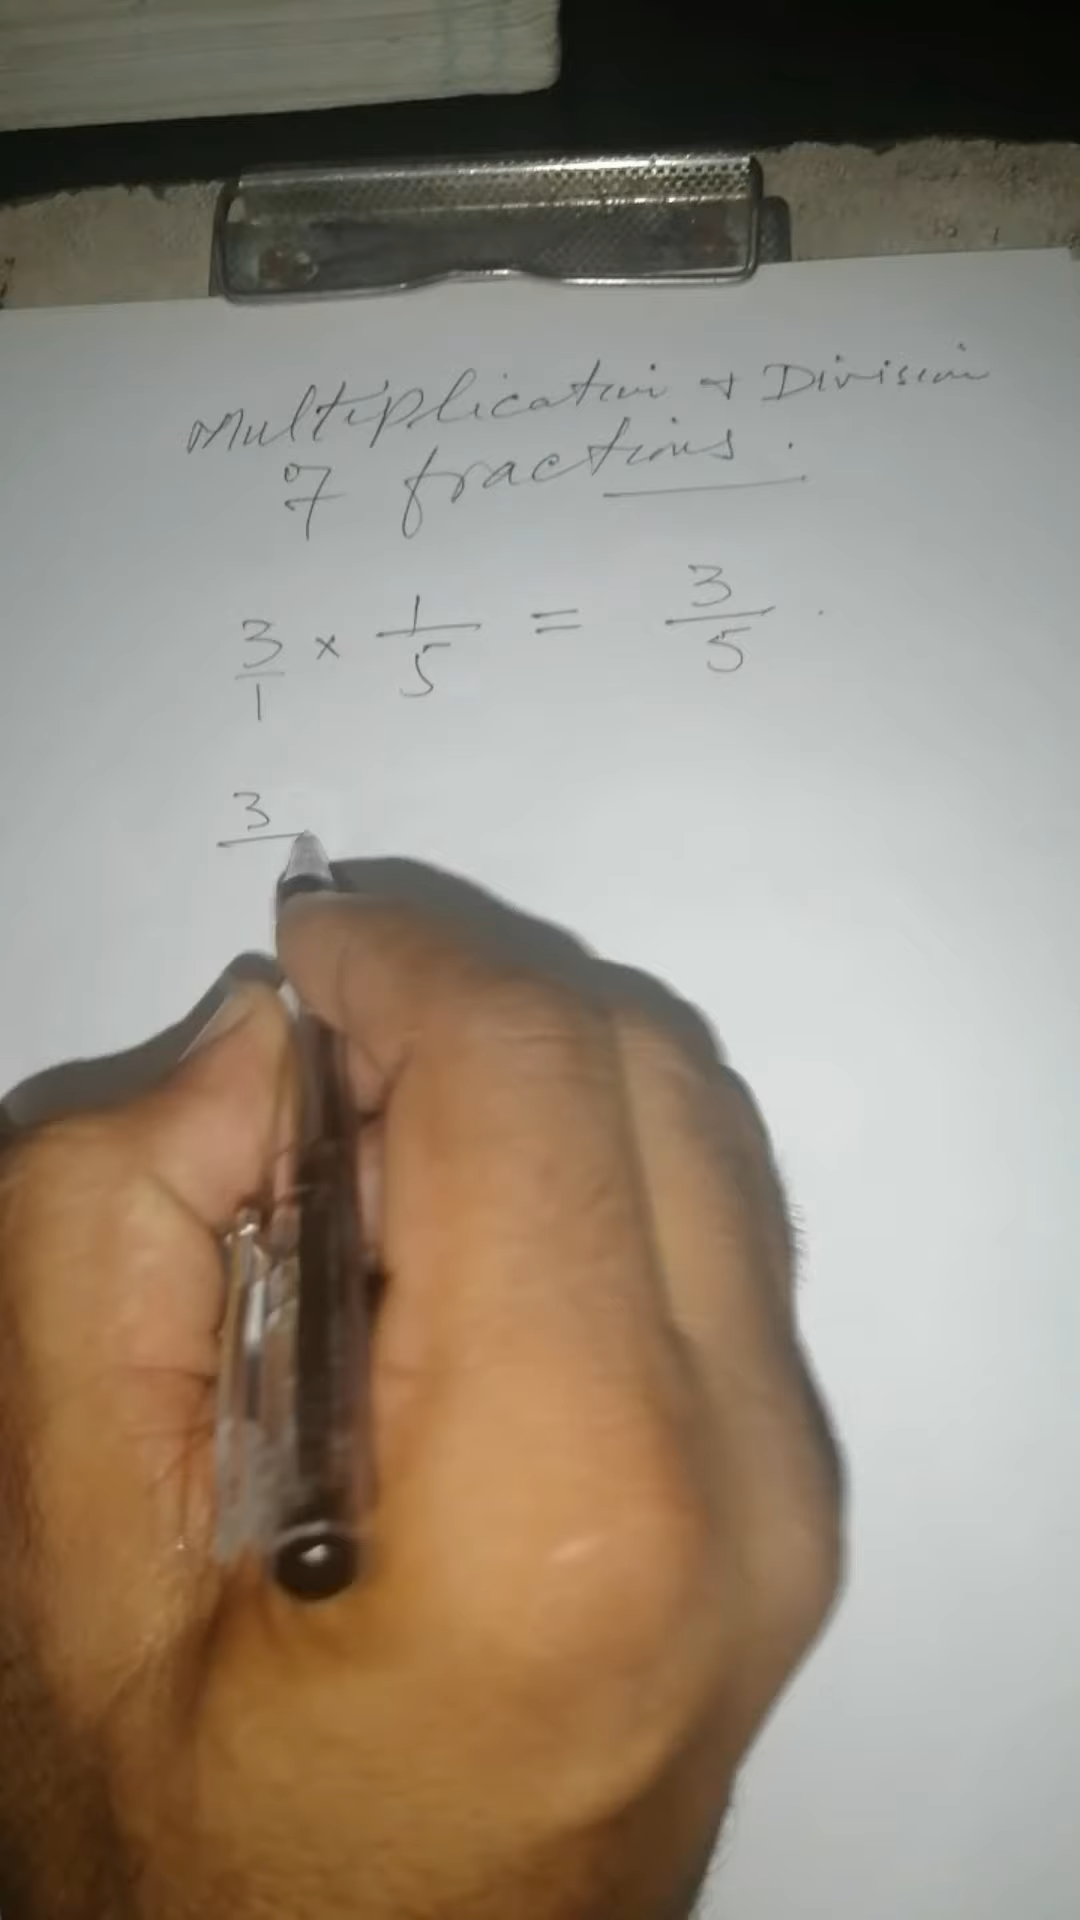 Multiplication & Division
of fractions.
3/1 × 1/5 = 3/5.
3/